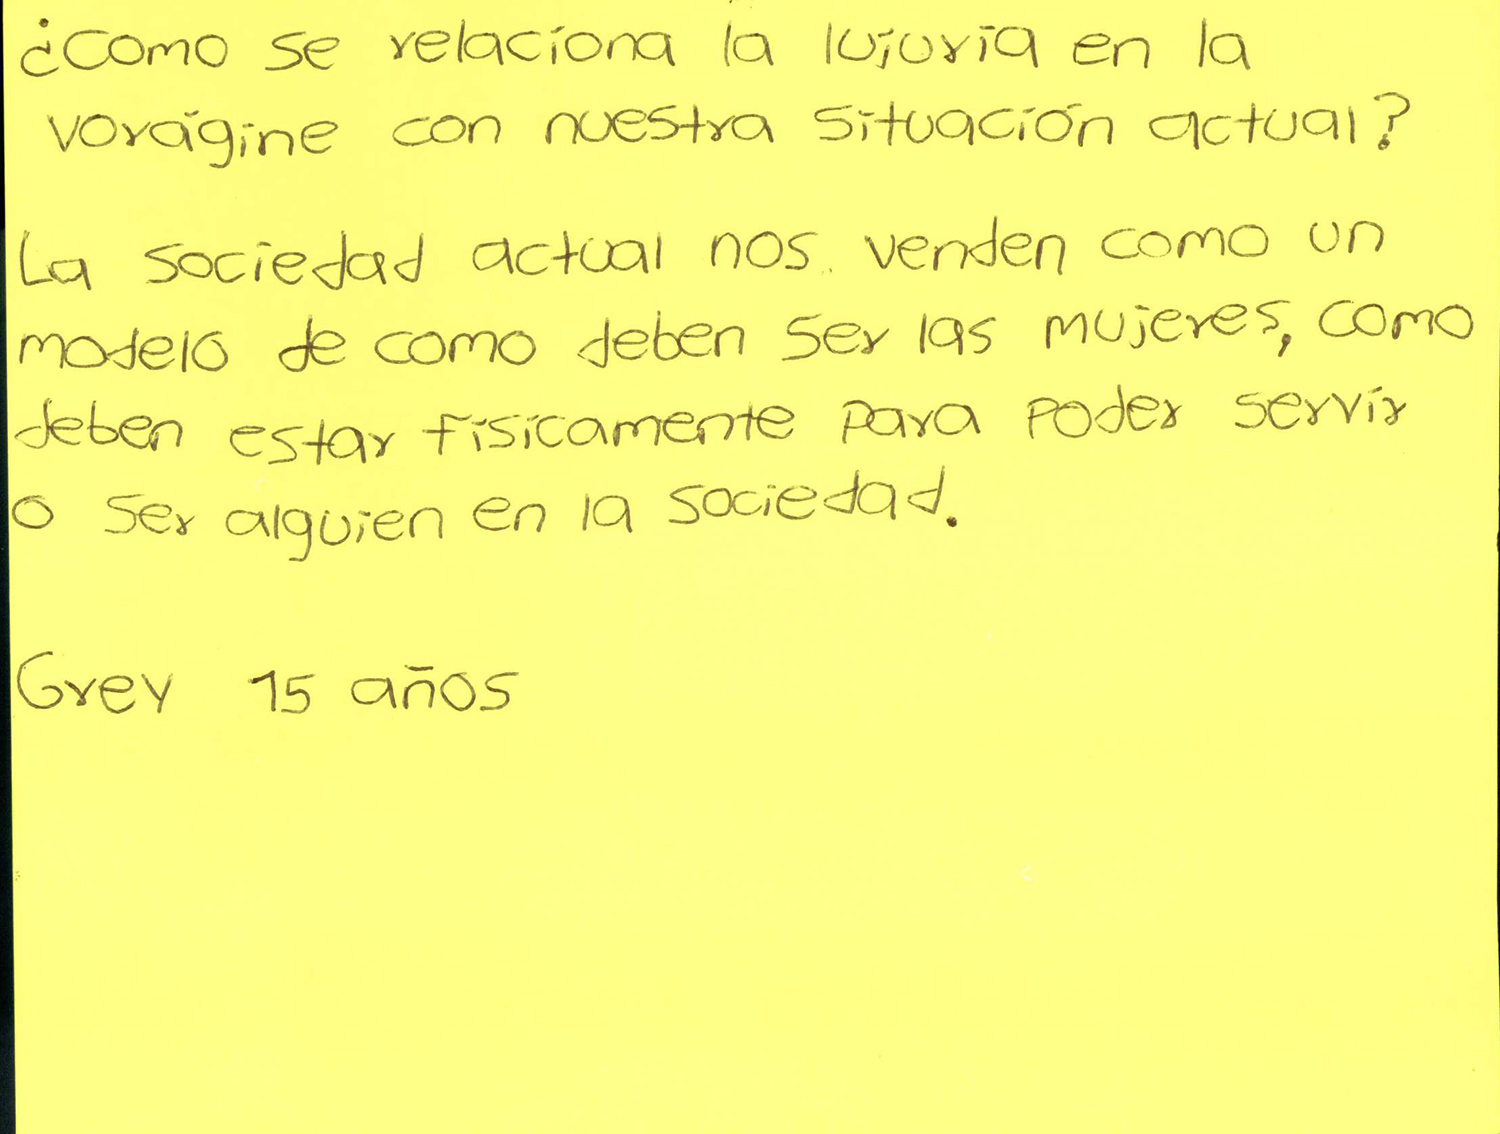 ¿Como se relaciona la lujuria en la
vorágine con nuestra situación actual?
La sociedad actual nos venden como un
modelo de como deben ser las mujeres, como
deben estar físicamente para poder servir
o ser alguien en la sociedad.
Grey 15 años